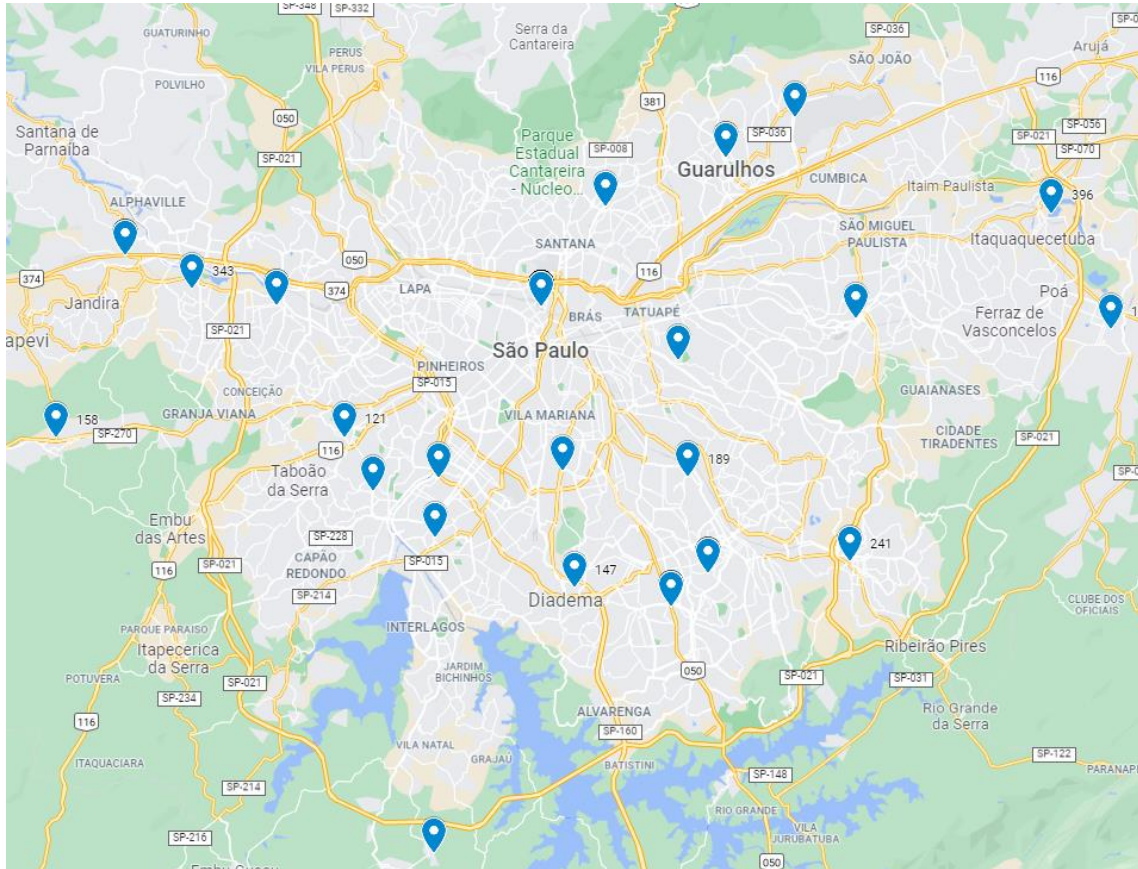 SP-348
SP-332
GUATURINHO
Serra da
Cantareira
SP-036
Arujá
PERUS
VILA PERUS
SÃO JOÃO
116
POLVILHO
050
381
Santana de
Parnaíba
SP-021
Parque
Estadual
Cantareira
- Núcleo...
SP-008
SP-036
SP-021
SP-056
SP-070
Guarulhos
CUMBICA
Itaim Paulista
396
ALPHAVILLE
SÃO MIGUEL
PAULISTA
Itaquaquecetuba
SANTANA
050
374
343
374
116
LAPA
Jandira
BRÁS
TATUAPÉ
Poá
Ferraz de
Vasconcelos
SP-021
apevi
São Paulo
PINHEIROS
SP-015
CONCEIÇÃO
GUAIANASES
158
GRANJA VIANA
121
VILA MARIANA
SP-270
116
CIDADE
TIRADENTES
SP-021
Taboão
da Serra
189
Embu
das Artes
SP-228
241
CAPÃO
REDONDO
SP-015
SP-021
116
147
SP-214
Diadema
CLUBE DOS
OFICIAIS
PARQUE PARAISO
INTERLAGOS
Itapecerica
da Serra
Ribeirão Pires
JARDIM
BICHINHOS
050
SP-021
SP-031
POTUVERA
SP-021
SP-234
116
ALVARENGA
Rio Grande
da Serra
SP-160
VILA NATAL
GRAJAÚ
ITAQUACIARA
BATISTINI
SP-148
SP-122
PARANAPI
SP-214
RIO GRANDE
VILA
JURUBATUBA
SP-216
050